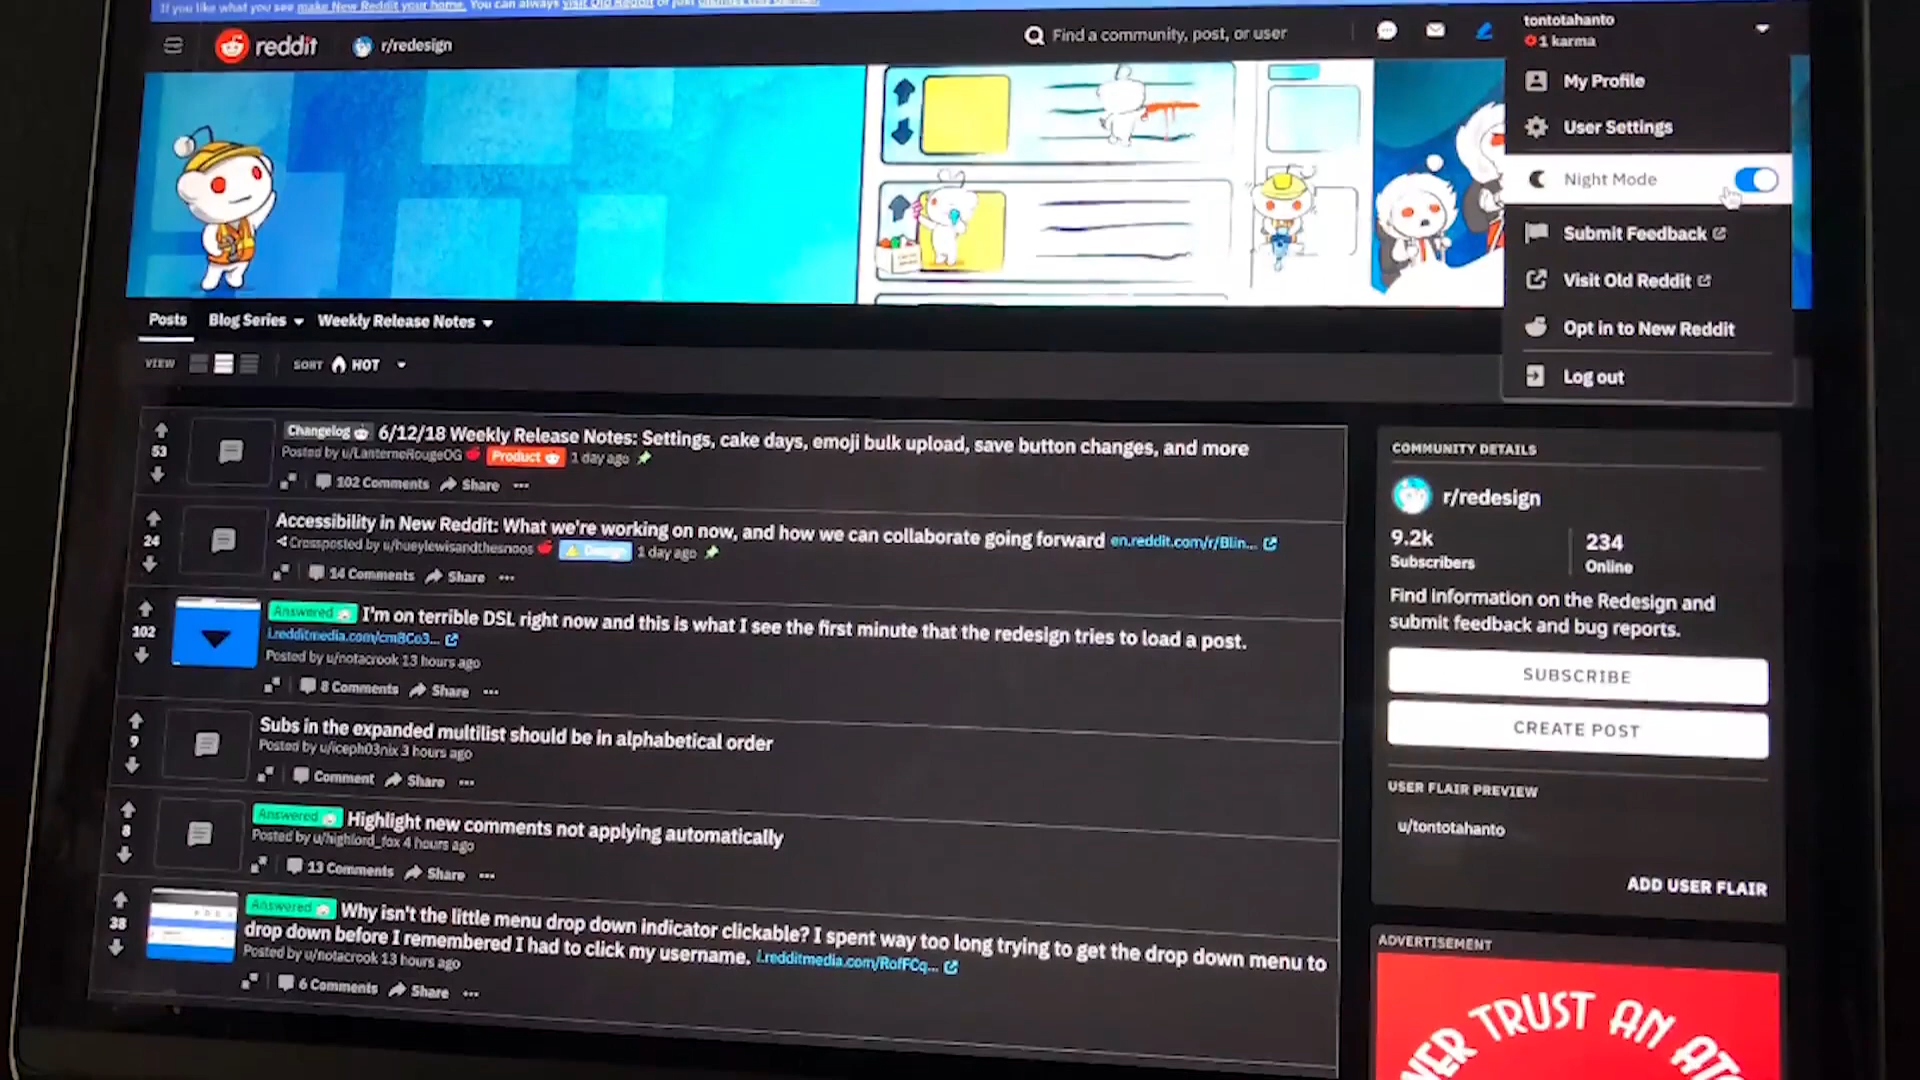 If you like what you see make New Reddit your home. You can always visit Old Reddit or just dismiss this banner.
reddit r/redesign
Find a community, post, or user
tontotahanto
1 karma
My Profile
User Settings
Night Mode
Submit Feedback
Visit Old Reddit
Opt in to New Reddit
Log out
Posts Blog Series Weekly Release Notes
VIEW SORT HOT
53
Changelog 6/12/18 Weekly Release Notes: Settings, cake days, emoji bulk upload, save button changes, and more
Posted by u/LanterneRougeOG Product 1 day ago
102 Comments Share
24
Accessibility in New Reddit: What we're working on now, and how we can collaborate going forward en.reddit.com/r/Blin...
Crossposted by u/hueylewisandthesnoos Design 1 day ago
14 Comments Share
102
Answered I'm on terrible DSL right now and this is what I see the first minute that the redesign tries to load a post.
i.redditmedia.com/cm8Co3...
Posted by u/notacrook 13 hours ago
8 Comments Share
9
Subs in the expanded multilist should be in alphabetical order
Posted by u/iceph03nix 3 hours ago
Comment Share
8
Answered Highlight new comments not applying automatically
Posted by u/highlord_fox 4 hours ago
13 Comments Share
38
Answered Why isn't the little menu drop down indicator clickable? I spent way too long trying to get the drop down menu to
drop down before I remembered I had to click my username. i.redditmedia.com/RofFCq...
Posted by u/notacrook 13 hours ago
6 Comments Share
COMMUNITY DETAILS
r/redesign
9.2k 234
Subscribers Online
Find information on the Redesign and
submit feedback and bug reports.
SUBSCRIBE
CREATE POST
USER FLAIR PREVIEW
u/tontotahanto
ADD USER FLAIR
ADVERTISEMENT
TRUST AN